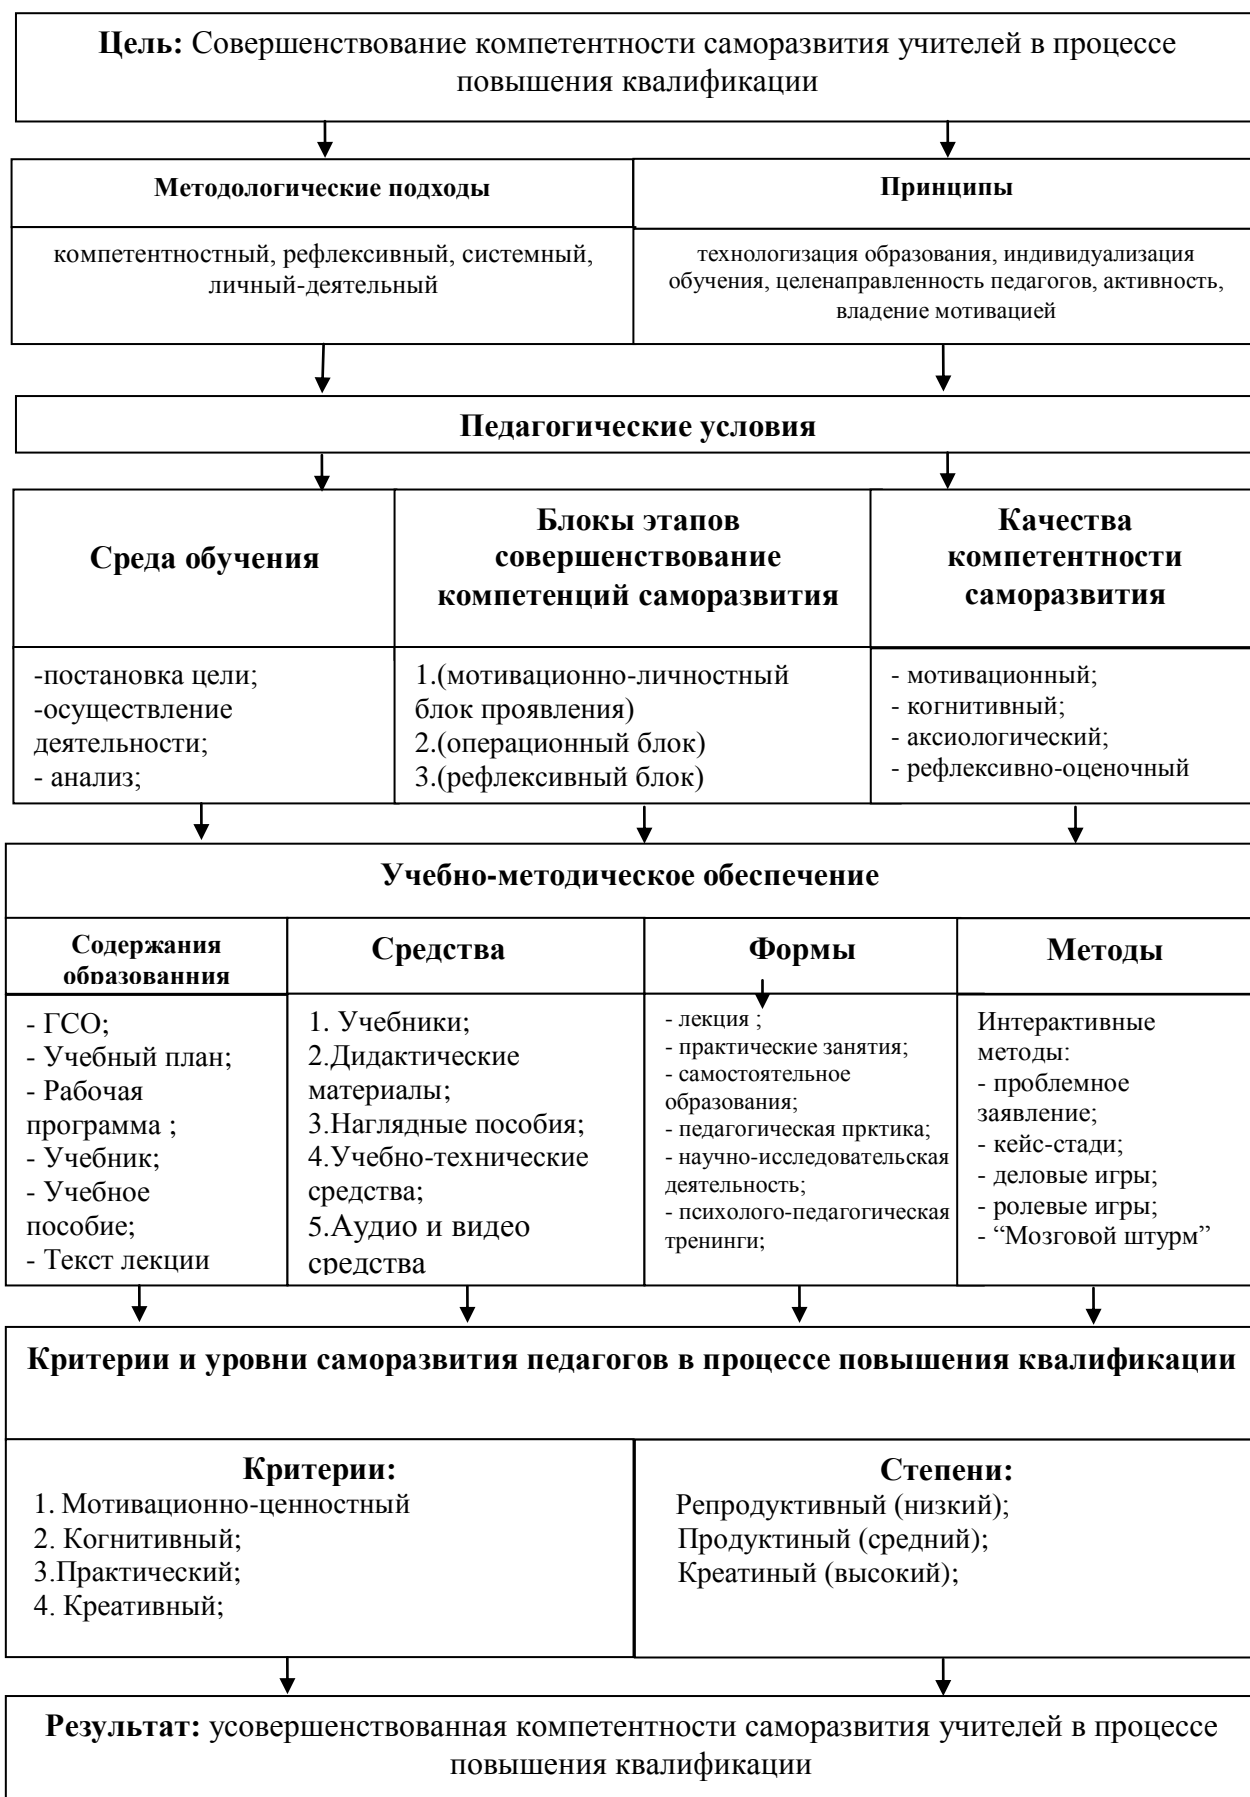 Цель: Совершенствование компетентности саморазвития учителей в процессе
повышения квалификации
Методологические подходы
компетентностный, рефлексивный, системный,
личный-деятельный
Принципы
технологизация образования, индивидуализация
обучения, целенаправленность педагогов, активность,
владение мотивацией
Педагогические условия
Среда обучения
-постановка цели;
-осуществление
деятельности;
- анализ;
Блокы этапов
совершенствование
компетенций саморазвития
1.(мотивационно-личностный
блок проявления)
2.(операционный блок)
3.(рефлексивный блок)
Качества
компетентности
саморазвития
- мотивационный;
- когнитивный;
- аксиологический;
- рефлексивно-оценочный
Учебно-методическое обеспечение
Содержания
образованния
- ГСО;
- Учебный план;
- Рабочая
программа ;
- Учебник;
- Учебное
пособие;
- Текст лекции
Средства
1. Учебники;
2.Дидактические
материалы;
3.Наглядные пособия;
4.Учебно-технические
средства;
5.Аудио и видео
средства
Формы
- лекция ;
- практические занятия;
- самостоятельное
образования;
- педагогическая прктика;
- научно-исследовательская
деятельность;
- психолого-педагогическая
тренинги;
Методы
Интерактивные
методы:
- проблемное
заявление;
- кейс-стади;
- деловые игры;
- ролевые игры;
- “Мозговой штурм”
Критерии и уровни саморазвития педагогов в процессе повышения квалификации
Критерии:
1. Мотивационно-ценностный
2. Когнитивный;
3.Практический;
4. Креативный;
Степени:
Репродуктивный (низкий);
Продуктиный (средний);
Креатиный (высокий);
Результат: усовершенствованная компетентности саморазвития учителей в процессе
повышения квалификации